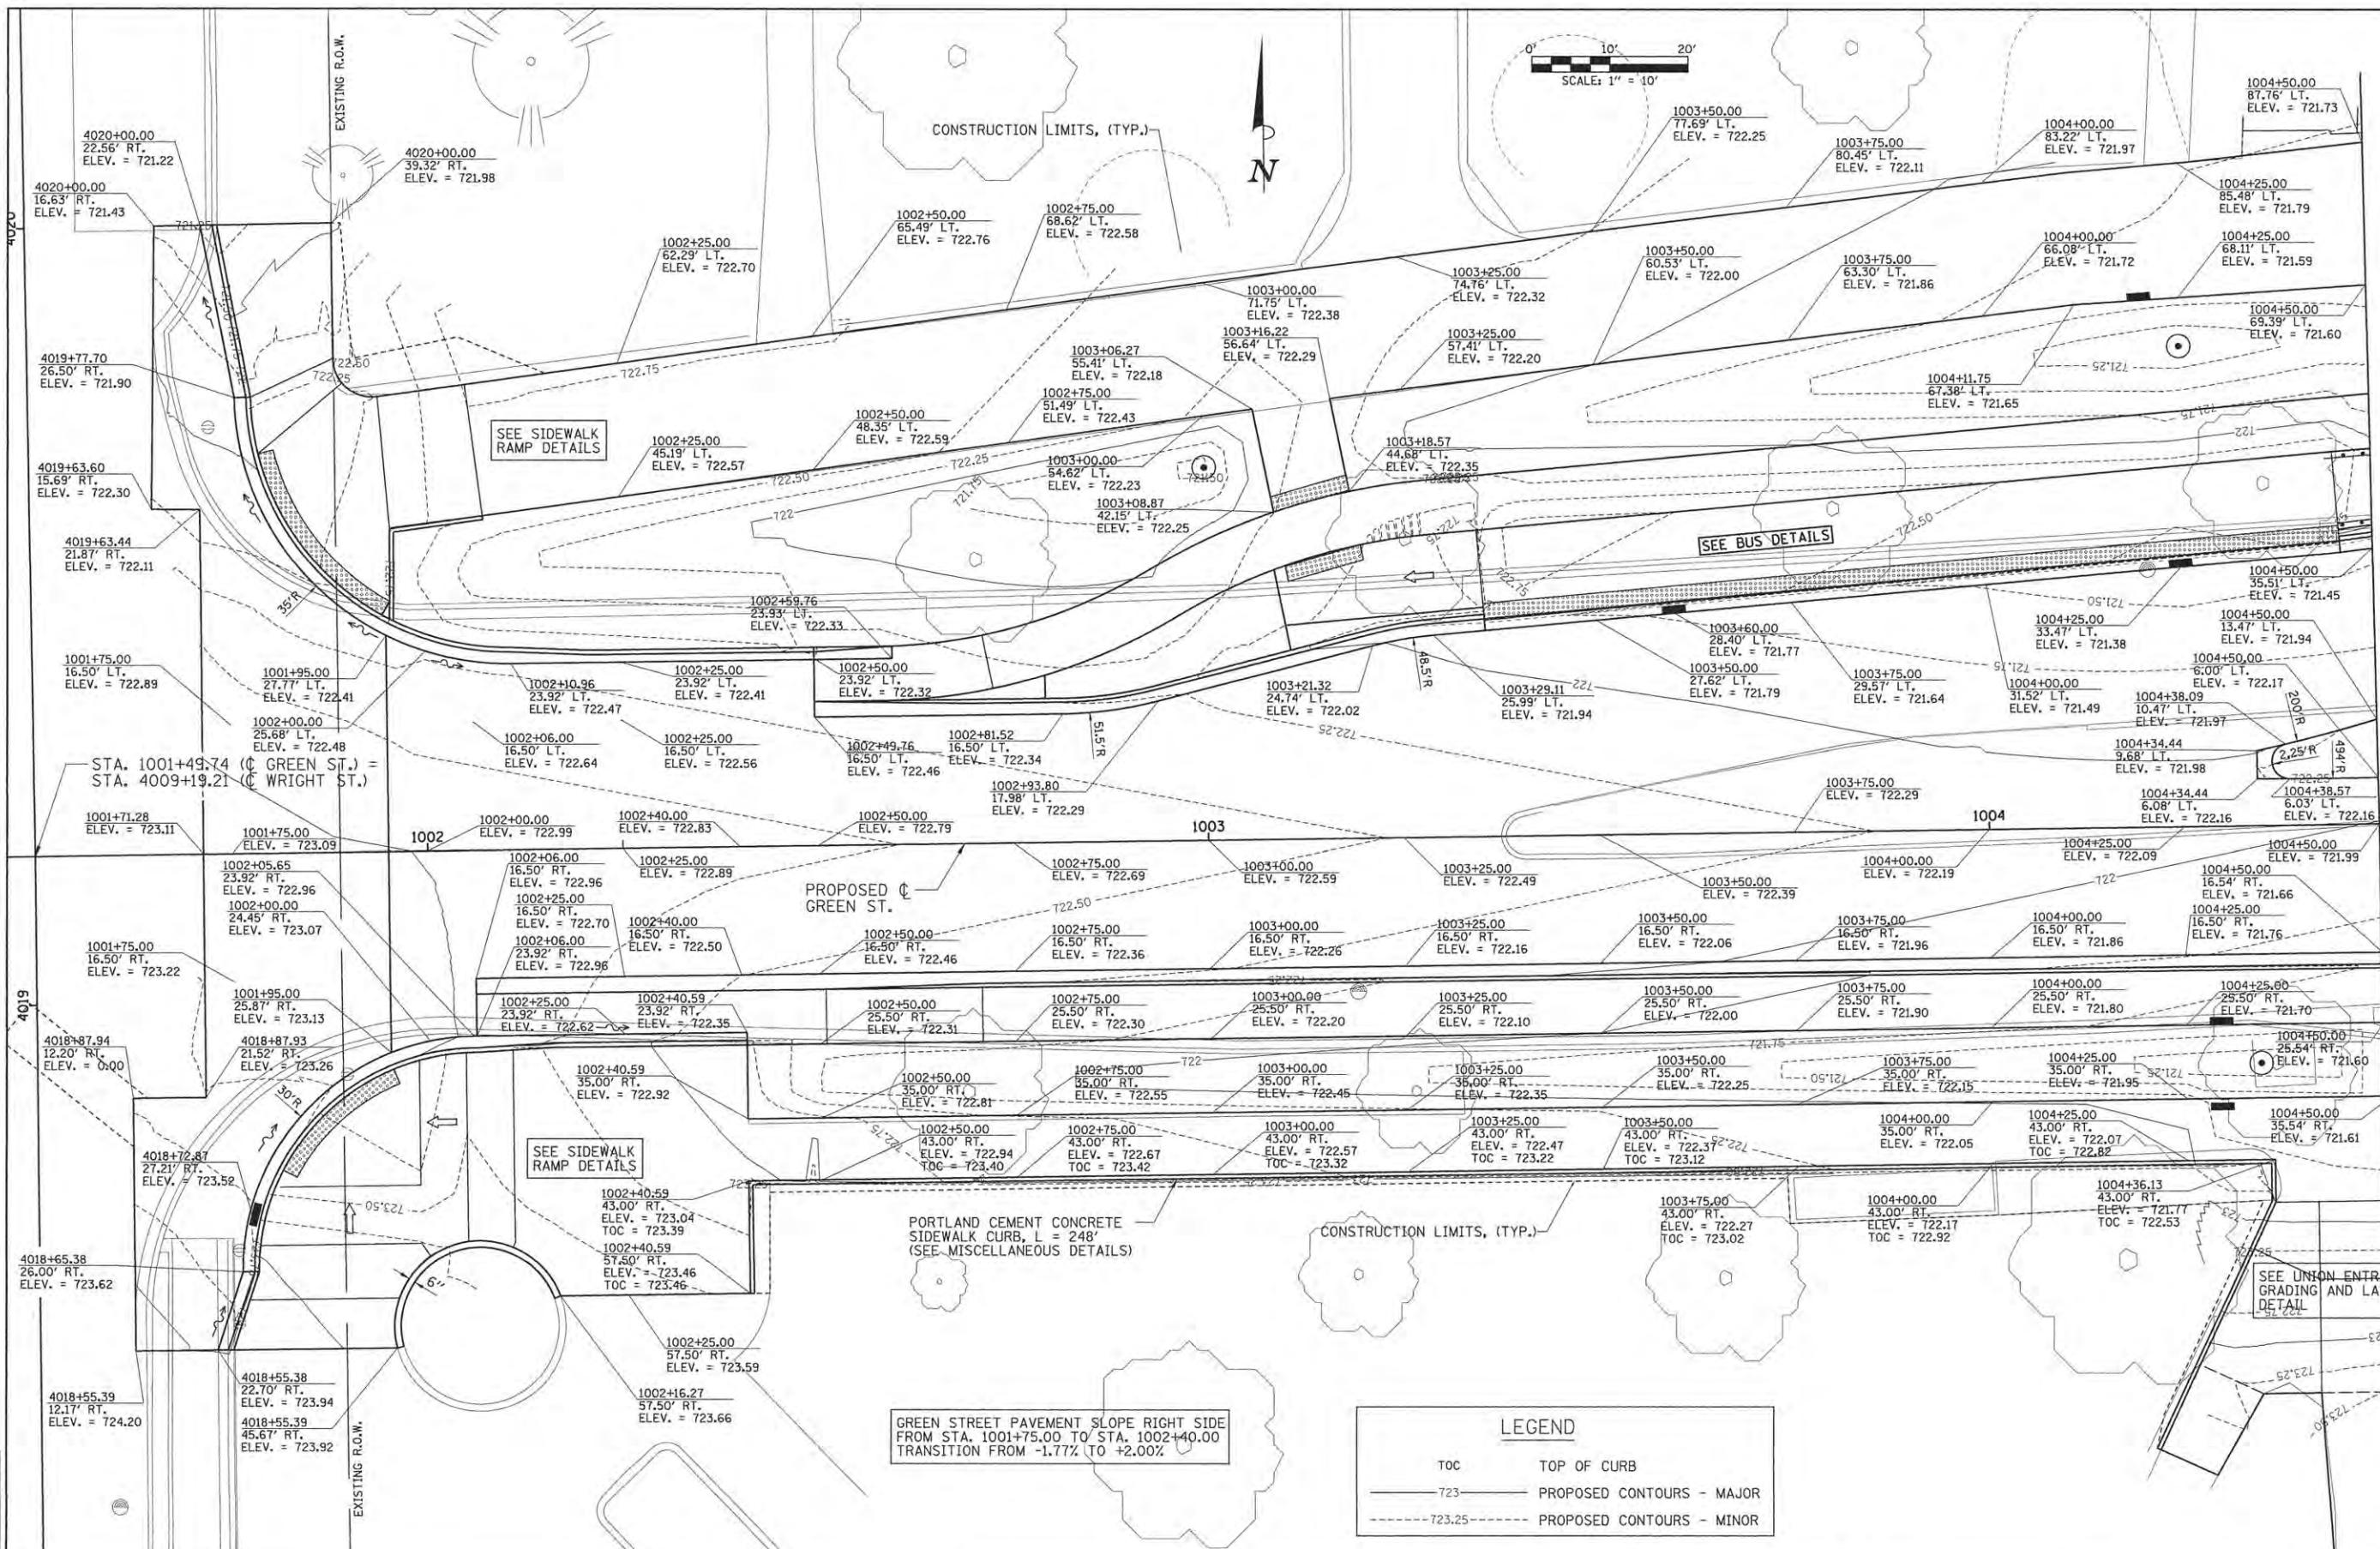 0' 10' 20'
SCALE: 1" = 10'
N
EXISTING R.O.W.
CONSTRUCTION LIMITS, (TYP.)
4020
4020+00.00
22.56' RT.
ELEV. = 721.22
4020+00.00
16.63' RT.
ELEV. = 721.43
4020+00.00
39.32' RT.
ELEV. = 721.98
4019+77.70
26.50' RT.
ELEV. = 721.90
4019+63.60
15.69' RT.
ELEV. = 722.30
4019+63.44
21.87' RT.
ELEV. = 722.11
SEE SIDEWALK
RAMP DETAILS
1002+25.00
62.29' LT.
ELEV. = 722.70
1002+50.00
65.49' LT.
ELEV. = 722.76
1002+75.00
68.62' LT.
ELEV. = 722.58
1003+00.00
71.75' LT.
ELEV. = 722.38
1003+25.00
74.76' LT.
ELEV. = 722.32
1003+50.00
77.69' LT.
ELEV. = 722.25
1003+75.00
80.45' LT.
ELEV. = 722.11
1004+00.00
83.22' LT.
ELEV. = 721.97
1004+25.00
85.48' LT.
ELEV. = 721.79
1004+50.00
87.76' LT.
ELEV. = 721.73
1002+25.00
45.19' LT.
ELEV. = 722.57
1002+50.00
48.35' LT.
ELEV. = 722.59
1002+75.00
51.49' LT.
ELEV. = 722.43
1003+00.00
54.62' LT.
ELEV. = 722.23
1003+06.27
55.41' LT.
ELEV. = 722.18
1003+16.22
56.64' LT.
ELEV. = 722.29
1003+25.00
57.41' LT.
ELEV. = 722.20
1003+50.00
60.53' LT.
ELEV. = 722.00
1003+75.00
63.30' LT.
ELEV. = 721.86
1004+00.00
66.08' LT.
ELEV. = 721.72
1004+25.00
68.11' LT.
ELEV. = 721.59
1004+50.00
69.39' LT.
ELEV. = 721.60
1004+11.75
67.38' LT.
ELEV. = 721.65
1003+18.57
44.68' LT.
ELEV. = 722.35
1003+08.87
42.15' LT.
ELEV. = 722.25
SEE BUS DETAILS
35'R
1001+75.00
16.50' LT.
ELEV. = 722.89
1001+95.00
27.77' LT.
ELEV. = 722.41
1002+00.00
25.68' LT.
ELEV. = 722.48
1002+10.96
23.92' LT.
ELEV. = 722.47
1002+25.00
23.92' LT.
ELEV. = 722.41
1002+59.76
23.93' LT.
ELEV. = 722.33
1002+50.00
23.92' LT.
ELEV. = 722.32
1002+06.00
16.50' LT.
ELEV. = 722.64
1002+25.00
16.50' LT.
ELEV. = 722.56
1002+49.76
16.50' LT.
ELEV. = 722.46
1002+81.52
16.50' LT.
ELEV. = 722.34
1002+93.80
17.98' LT.
ELEV. = 722.29
51.5'R
1003+21.32
24.74' LT.
ELEV. = 722.02
48.5'R
1003+29.11
25.99' LT.
ELEV. = 721.94
1003+50.00
27.62' LT.
ELEV. = 721.79
1003+60.00
28.40' LT.
ELEV. = 721.77
1003+75.00
29.57' LT.
ELEV. = 721.64
1004+00.00
31.52' LT.
ELEV. = 721.49
1004+25.00
33.47' LT.
ELEV. = 721.38
1004+50.00
35.51' LT.
ELEV. = 721.45
1004+50.00
13.47' LT.
ELEV. = 721.94
1004+50.00
6.00' LT.
ELEV. = 722.17
1004+38.09
10.47' LT.
ELEV. = 721.97
1004+34.44
9.68' LT.
ELEV. = 721.98
1004+34.44
6.08' LT.
ELEV. = 722.16
1004+38.57
6.03' LT.
ELEV. = 722.16
200'R
2.25'R
494'R
STA. 1001+49.74 (℄ GREEN ST.) =
STA. 4009+19.21 (℄ WRIGHT ST.)
1001+71.28
ELEV. = 723.11
1001+75.00
ELEV. = 723.09
1002
1002+00.00
ELEV. = 722.99
1002+25.00
ELEV. = 722.89
1002+40.00
ELEV. = 722.83
1002+50.00
ELEV. = 722.79
1002+75.00
ELEV. = 722.69
1003
1003+00.00
ELEV. = 722.59
1003+25.00
ELEV. = 722.49
1003+50.00
ELEV. = 722.39
1003+75.00
ELEV. = 722.29
1004
1004+00.00
ELEV. = 722.19
1004+25.00
ELEV. = 722.09
1004+50.00
ELEV. = 721.99
PROPOSED ℄
GREEN ST.
1002+05.65
23.92' RT.
ELEV. = 722.96
1002+00.00
24.45' RT.
ELEV. = 723.07
1001+75.00
16.50' RT.
ELEV. = 723.22
1001+95.00
25.87' RT.
ELEV. = 723.13
1002+06.00
16.50' RT.
ELEV. = 722.96
1002+25.00
16.50' RT.
ELEV. = 722.70
1002+06.00
23.92' RT.
ELEV. = 722.96
1002+40.00
16.50' RT.
ELEV. = 722.50
1002+50.00
16.50' RT.
ELEV. = 722.46
1002+75.00
16.50' RT.
ELEV. = 722.36
1003+00.00
16.50' RT.
ELEV. = 722.26
1003+25.00
16.50' RT.
ELEV. = 722.16
1003+50.00
16.50' RT.
ELEV. = 722.06
1003+75.00
16.50' RT.
ELEV. = 721.96
1004+00.00
16.50' RT.
ELEV. = 721.86
1004+25.00
16.50' RT.
ELEV. = 721.76
1004+50.00
16.54' RT.
ELEV. = 721.66
1002+25.00
23.92' RT.
ELEV. = 722.62
1002+40.59
23.92' RT.
ELEV. = 722.35
1002+50.00
25.50' RT.
ELEV. = 722.31
1002+75.00
25.50' RT.
ELEV. = 722.30
1003+00.00
25.50' RT.
ELEV. = 722.20
1003+25.00
25.50' RT.
ELEV. = 722.10
1003+50.00
25.50' RT.
ELEV. = 722.00
1003+75.00
25.50' RT.
ELEV. = 721.90
1004+00.00
25.50' RT.
ELEV. = 721.80
1004+25.00
25.50' RT.
ELEV. = 721.70
1004+50.00
25.54' RT.
ELEV. = 721.60
4019
4018+87.94
12.20' RT.
ELEV. = 0.00
4018+87.93
21.52' RT.
ELEV. = 723.26
30'R
4018+72.87
27.21' RT.
ELEV. = 723.52
4018+65.38
26.00' RT.
ELEV. = 723.62
4018+55.39
12.17' RT.
ELEV. = 724.20
4018+55.38
22.70' RT.
ELEV. = 723.94
4018+55.39
45.67' RT.
ELEV. = 723.92
EXISTING R.O.W.
6"
SEE SIDEWALK
RAMP DETAILS
1002+40.59
35.00' RT.
ELEV. = 722.92
1002+50.00
35.00' RT.
ELEV. = 722.81
1002+75.00
35.00' RT.
ELEV. = 722.55
1003+00.00
35.00' RT.
ELEV. = 722.45
1003+25.00
35.00' RT.
ELEV. = 722.35
1003+50.00
35.00' RT.
ELEV. = 722.25
1003+75.00
35.00' RT.
ELEV. = 722.15
1004+00.00
35.00' RT.
ELEV. = 722.05
1004+25.00
35.00' RT.
ELEV. = 721.95
1004+50.00
35.54' RT.
ELEV. = 721.61
1002+40.59
43.00' RT.
ELEV. = 723.04
TOC = 723.39
1002+40.59
57.50' RT.
ELEV. = 723.46
TOC = 723.46
1002+50.00
43.00' RT.
ELEV. = 722.94
TOC = 723.40
1002+75.00
43.00' RT.
ELEV. = 722.67
TOC = 723.42
1003+00.00
43.00' RT.
ELEV. = 722.57
TOC = 723.32
1003+25.00
43.00' RT.
ELEV. = 722.47
TOC = 723.22
1003+50.00
43.00' RT.
ELEV. = 722.37
TOC = 723.12
1003+75.00
43.00' RT.
ELEV. = 722.27
TOC = 723.02
1004+00.00
43.00' RT.
ELEV. = 722.17
TOC = 722.92
1004+25.00
43.00' RT.
ELEV. = 722.07
TOC = 722.82
1004+36.13
43.00' RT.
ELEV. = 721.77
TOC = 722.53
1002+25.00
57.50' RT.
ELEV. = 723.59
1002+16.27
57.50' RT.
ELEV. = 723.66
PORTLAND CEMENT CONCRETE
SIDEWALK CURB, L = 248'
(SEE MISCELLANEOUS DETAILS)
CONSTRUCTION LIMITS, (TYP.)
SEE UNION ENTR
GRADING AND LA
DETAIL
722.75
722.50
722.25
722
721.75
721.50
721.25
723.50
723.25
GREEN STREET PAVEMENT SLOPE RIGHT SIDE
FROM STA. 1001+75.00 TO STA. 1002+40.00
TRANSITION FROM -1.77% TO +2.00%
LEGEND
TOC TOP OF CURB
723 PROPOSED CONTOURS - MAJOR
723.25 PROPOSED CONTOURS - MINOR